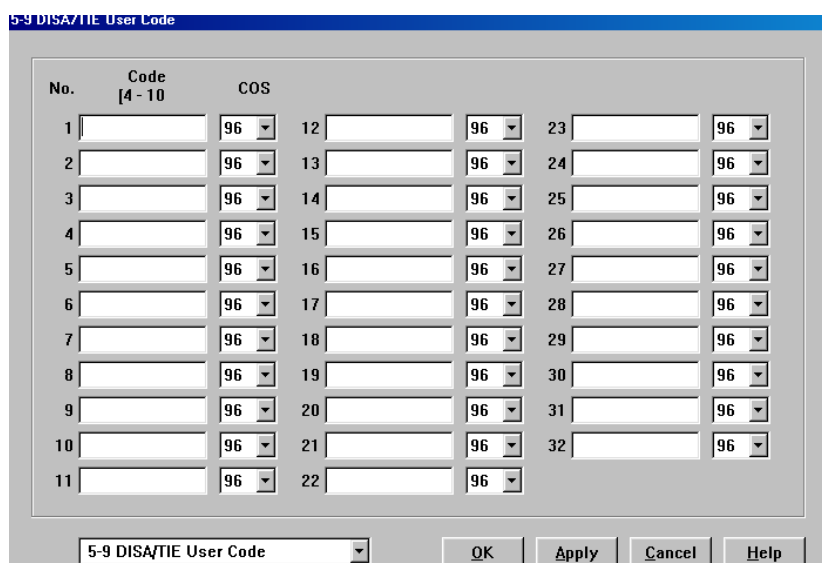 5-9 DISA/TIE User Code
Code
No. [4 - 10 COS
1 96 12 96 23 96
2 96 13 96 24 96
3 96 14 96 25 96
4 96 15 96 26 96
5 96 16 96 27 96
6 96 17 96 28 96
7 96 18 96 29 96
8 96 19 96 30 96
9 96 20 96 31 96
10 96 21 96 32 96
11 96 22 96
5-9 DISA/TIE User Code OK Apply Cancel Help